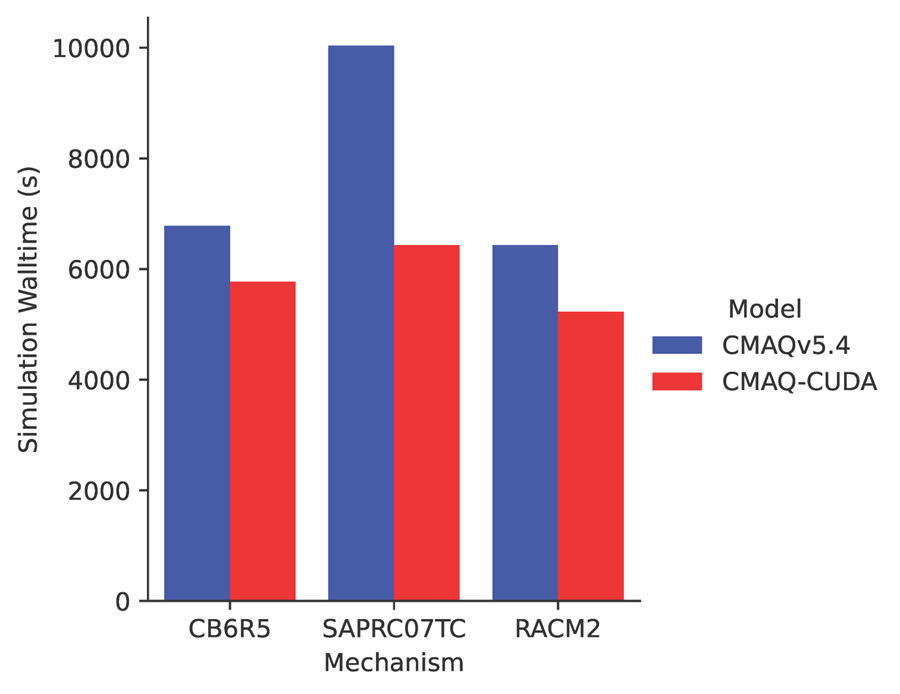 10000
8000
6000
4000
2000
0
Simulation Walltime (s)
CB6R5 SAPRC07TC RACM2
Mechanism
Model
CMAQv5.4
CMAQ-CUDA